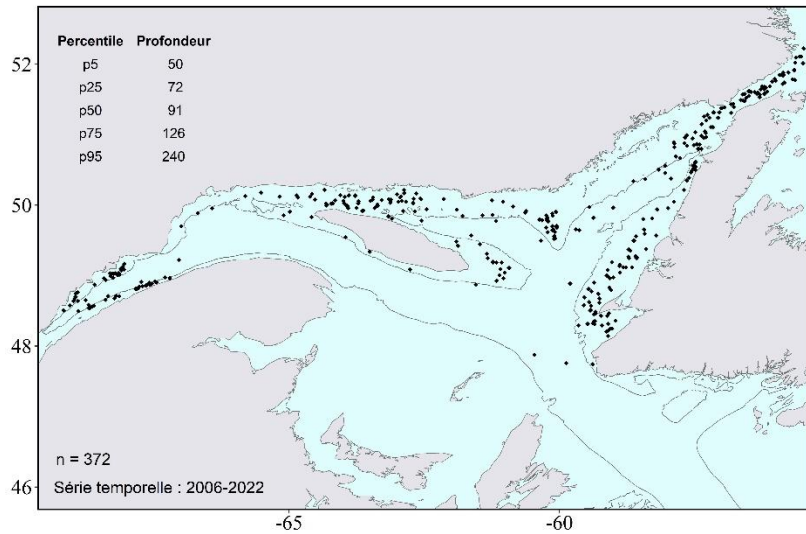 Percentile Profondeur
p5 50
p25 72
p50 91
p75 126
p95 240
52
50
48
46
n = 372
Série temporelle : 2006-2022
-65 -60